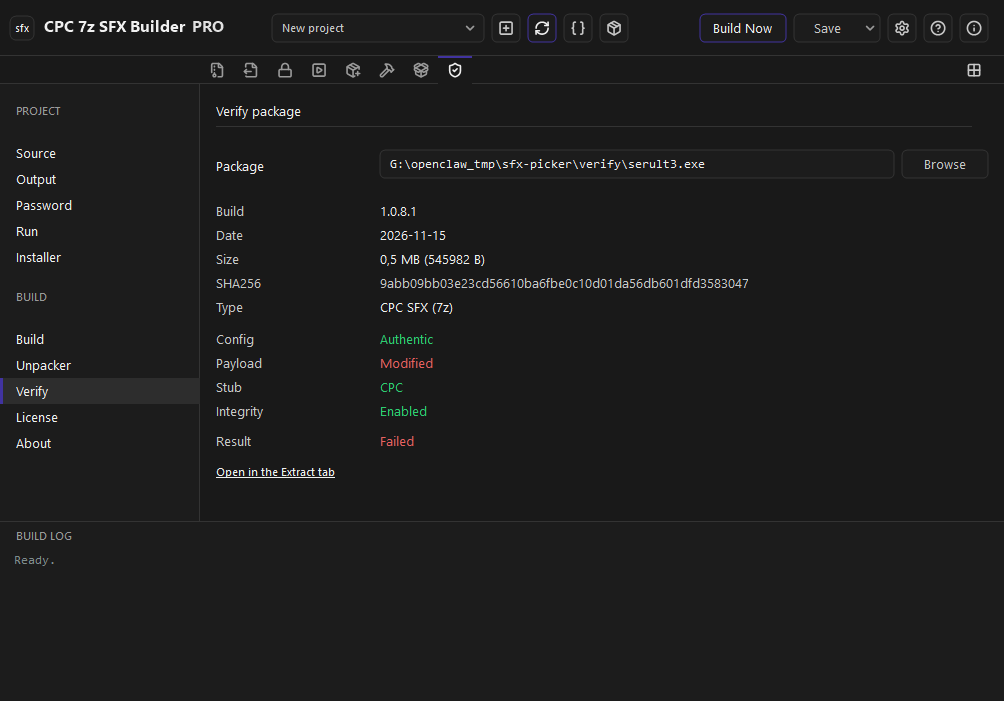 sfx CPC 7z SFX Builder PRO New project { } Build Now Save
PROJECT
Source
Output
Password
Run
Installer
BUILD
Build
Unpacker
Verify
License
About
Verify package
Package G:\openclaw_tmp\sfx-picker\verify\serult3.exe Browse
Build 1.0.8.1
Date 2026-11-15
Size 0,5 MB (545982 B)
SHA256 9abb09bb03e23cd56610ba6fbe0c10d01da56db601dfd3583047
Type CPC SFX (7z)
Config Authentic
Payload Modified
Stub CPC
Integrity Enabled
Result Failed
Open in the Extract tab
BUILD LOG
Ready.